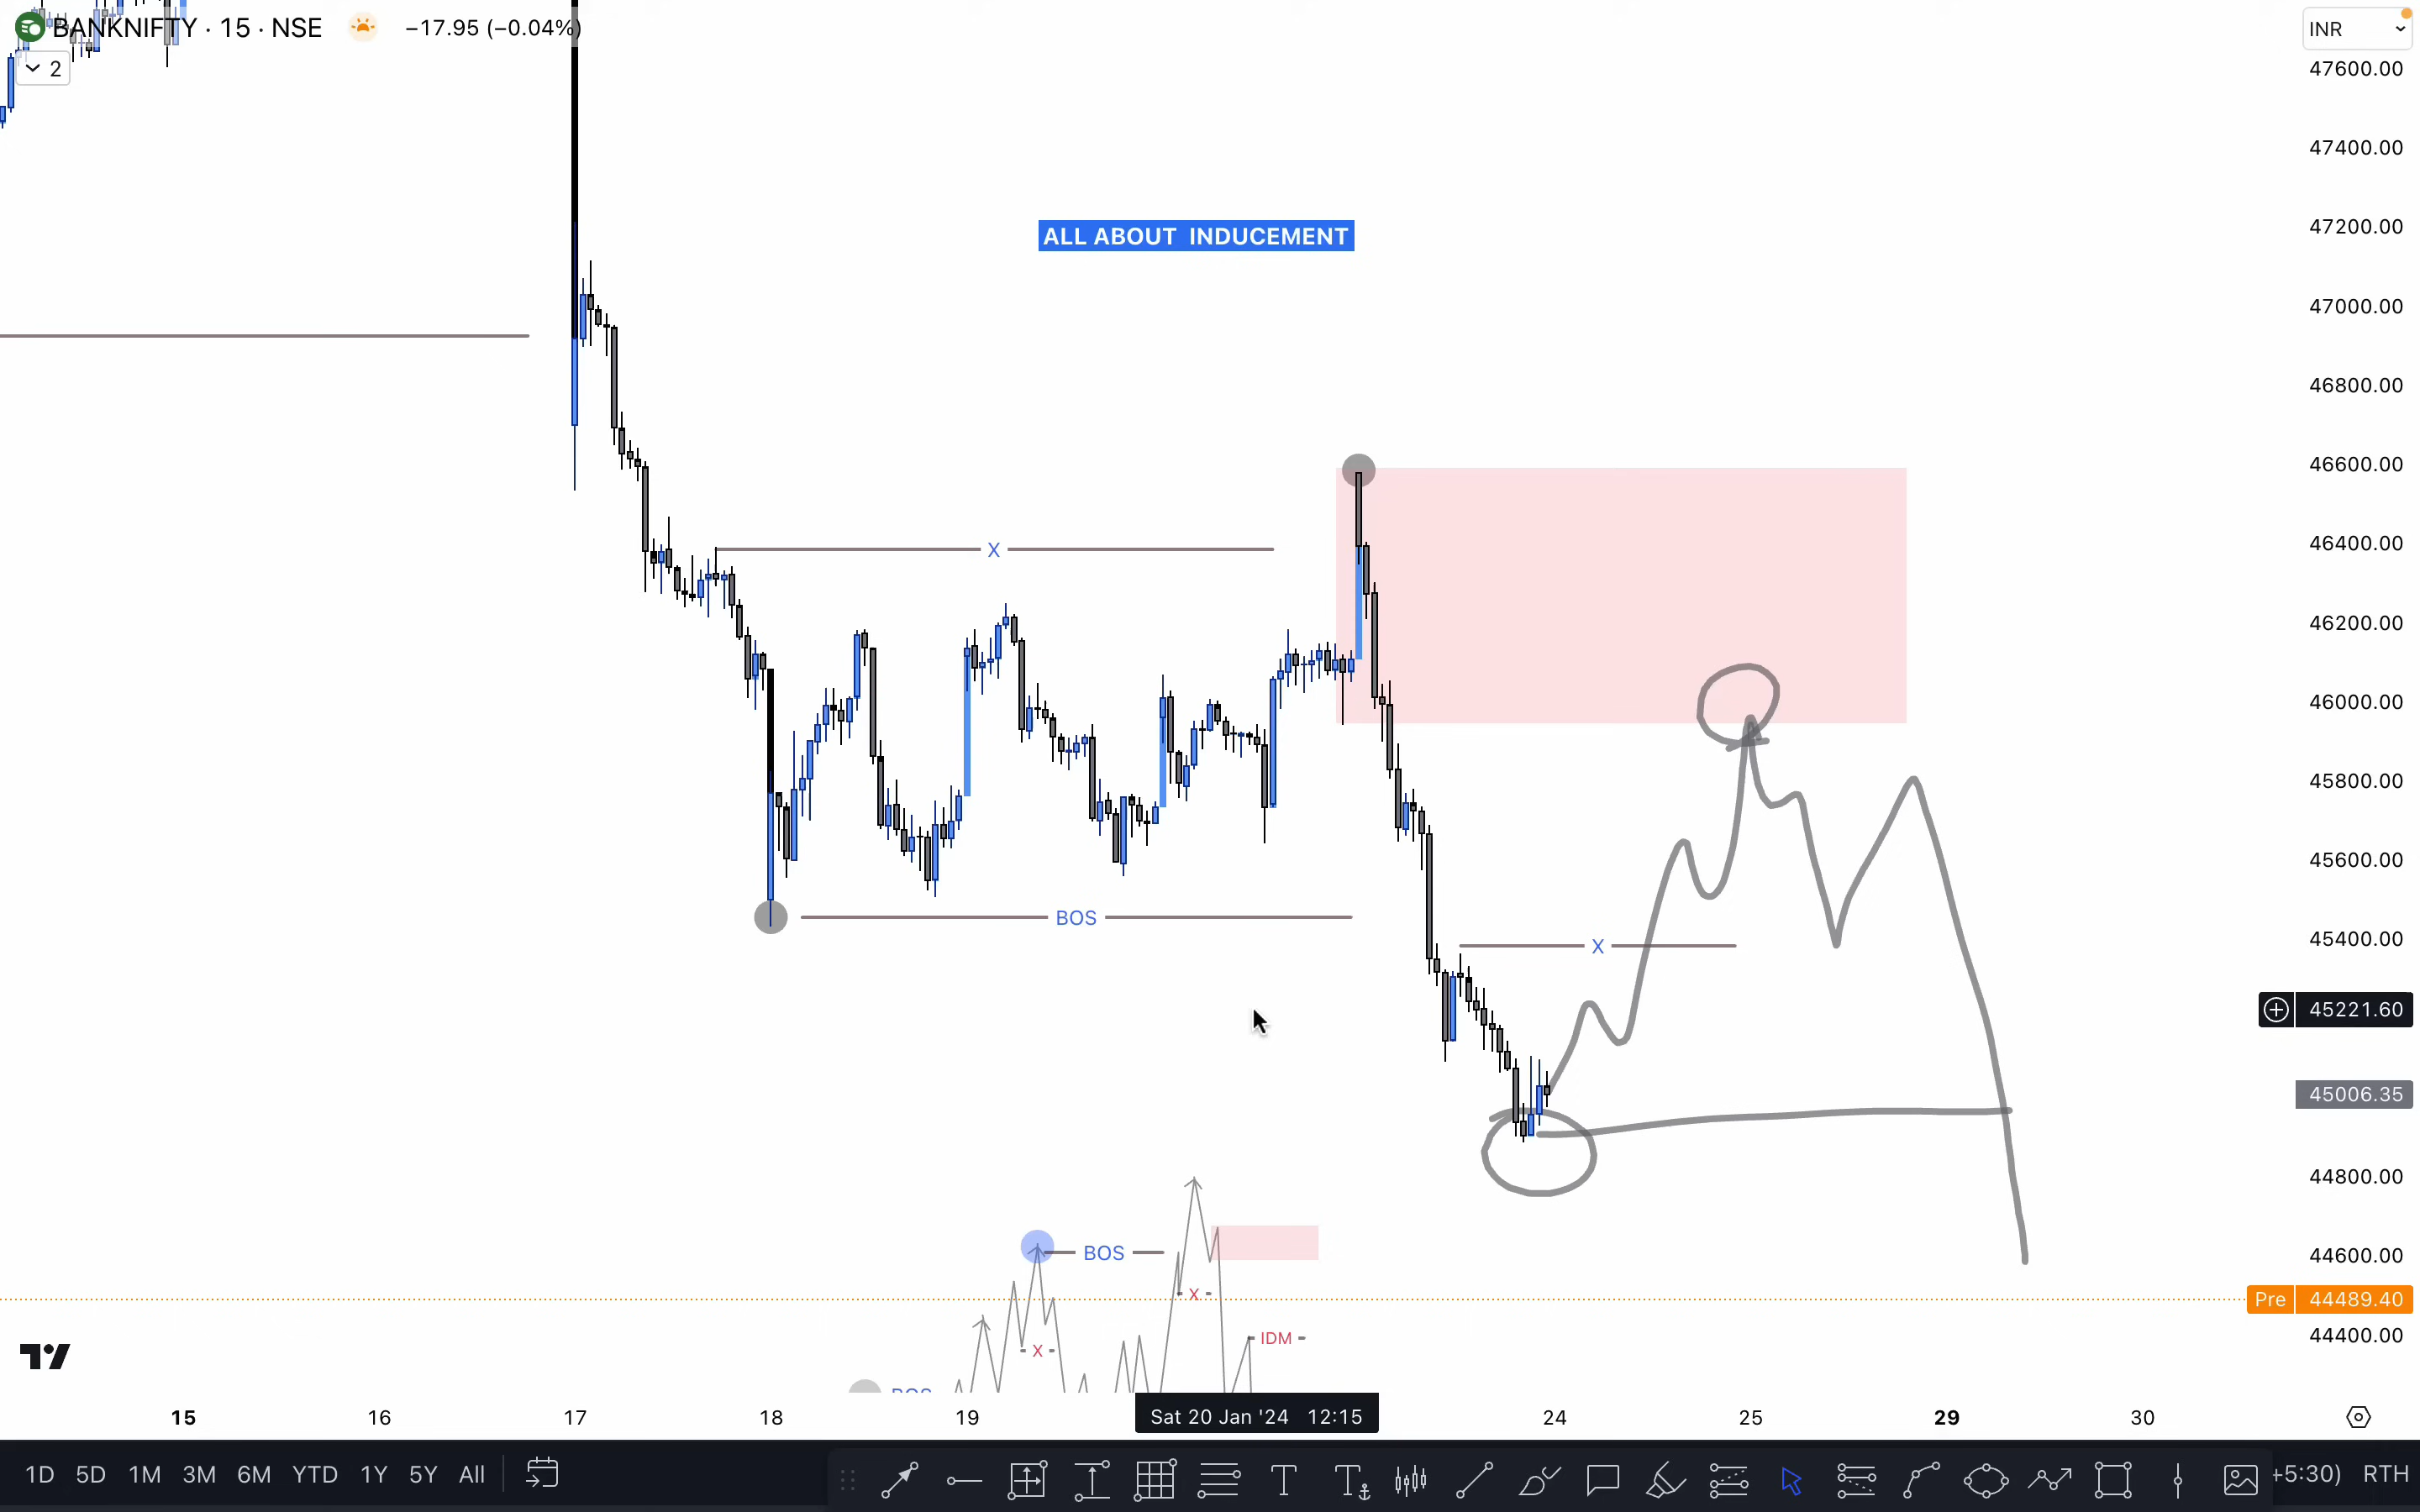 BANKNIFTY · 15 · NSE −17.95 (−0.04%)
INR
2
47600.00
47400.00
47200.00
47000.00
46800.00
46600.00
46400.00
46200.00
46000.00
45800.00
45600.00
45400.00
45221.60
45006.35
44800.00
44600.00
Pre 44489.40
44400.00
ALL ABOUT INDUCEMENT
X
BOS
X
BOS
X
IDM
X
BOS
15 16 17 18 19 Sat 20 Jan '24 12:15 24 25 29 30
1D 5D 1M 3M 6M YTD 1Y 5Y All +5:30) RTH